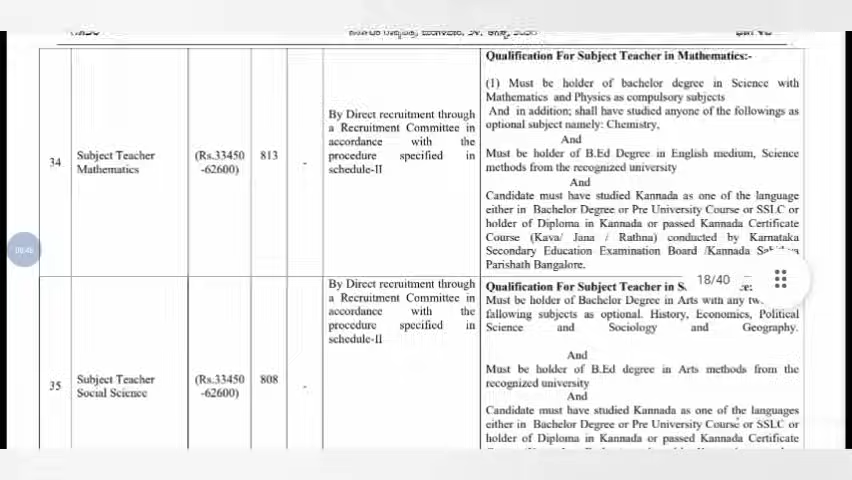 34
Subject Teacher
Mathematics
(Rs.33450
-62600)
813
-
By Direct recruitment through
a Recruitment Committee in
accordance with the
procedure specified in
schedule-II
Qualification For Subject Teacher in Mathematics:-
(1) Must be holder of bachelor degree in Science with
Mathematics and Physics as compulsory subjects
And in addition; shall have studied anyone of the followings as
optional subject namely: Chemistry,
And
Must be holder of B.Ed Degree in English medium, Science
methods from the recognized university
And
Candidate must have studied Kannada as one of the language
either in Bachelor Degree or Pre University Course or SSLC or
holder of Diploma in Kannada or passed Kannada Certificate
Course (Kava/ Jana / Rathna) conducted by Karnataka
Secondary Education Examination Board /Kannada
Parishath Bangalore.
18/40
35
Subject Teacher
Social Science
(Rs.33450
-62600)
808
-
By Direct recruitment through
a Recruitment Committee in
accordance with the
procedure specified in
schedule-II
Qualification For Subject Teacher in
Must be holder of Bachelor Degree in Arts with any
fallowing subjects as optional. History, Economics, Political
Science and Sociology and Geography.
And
Must be holder of B.Ed degree in Arts methods from the
recognized university
And
Candidate must have studied Kannada as one of the languages
either in Bachelor Degree or Pre University Course or SSLC or
holder of Diploma in Kannada or passed Kannada Certificate